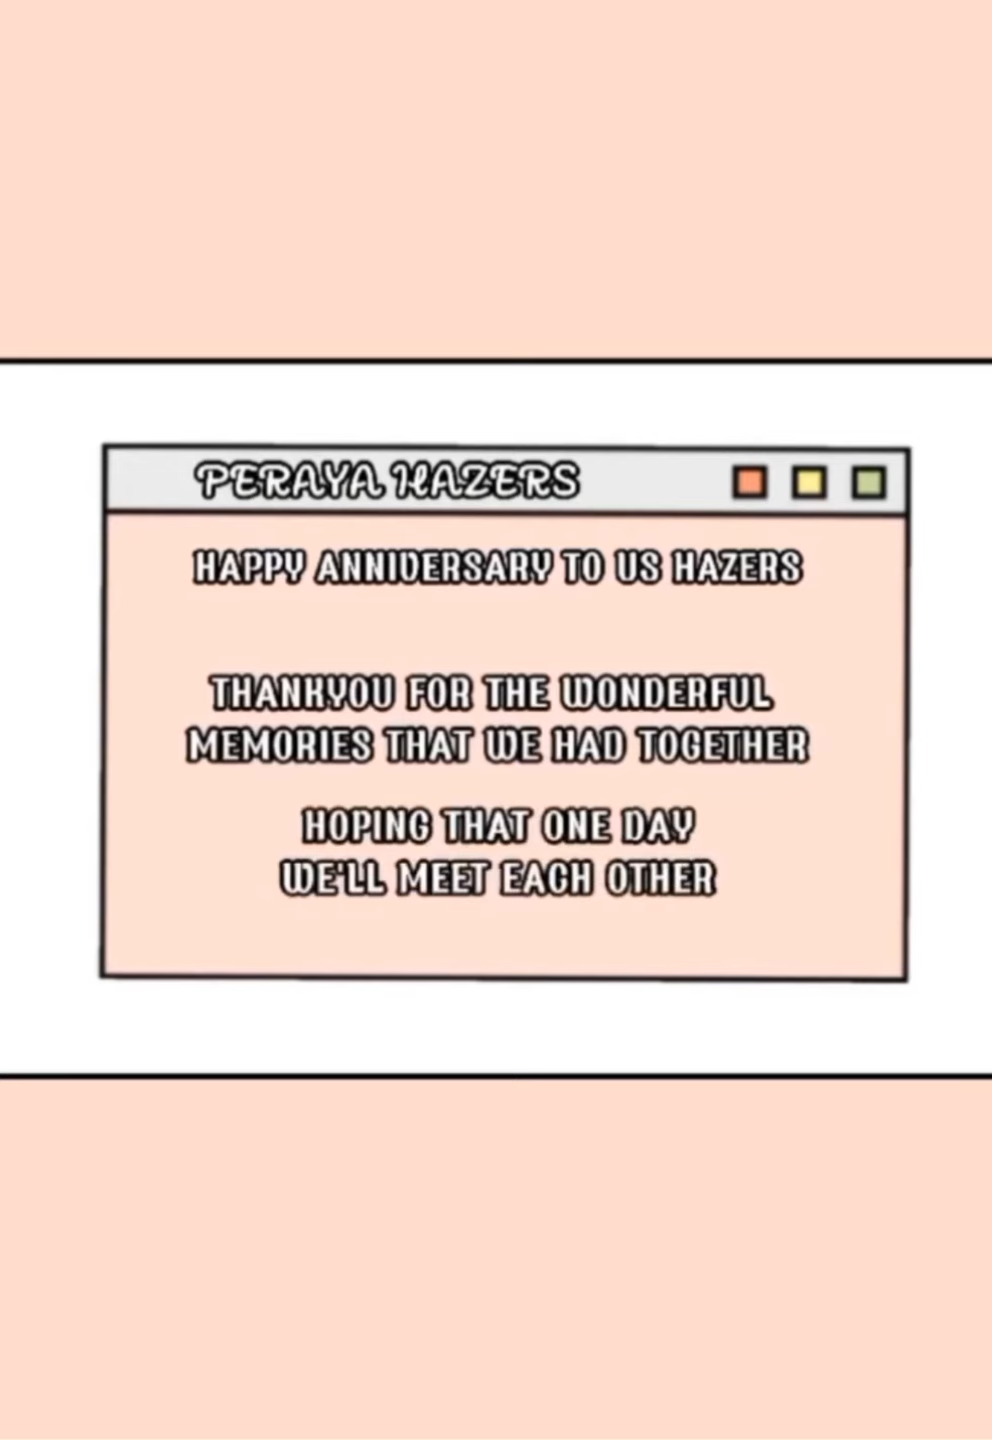 PERAYA HAZERS
HAPPY ANNIVERSARY TO US HAZERS
THANKYOU FOR THE WONDERFUL
MEMORIES THAT WE HAD TOGETHER
HOPING THAT ONE DAY
WE'LL MEET EACH OTHER